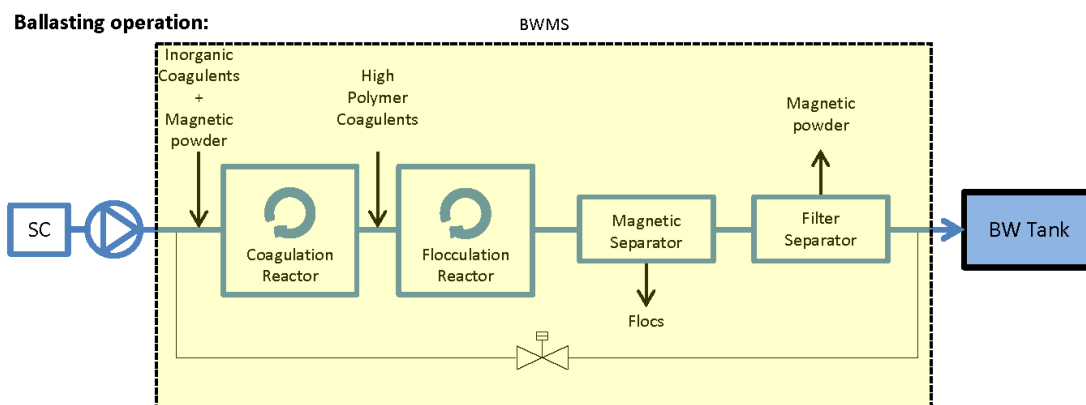 Ballasting operation:
BWMS
Inorganic
Coagulents
+
Magnetic
powder
High
Polymer
Coagulents
Magnetic
powder
SC
Coagulation
Reactor
Flocculation
Reactor
Magnetic
Separator
Filter
Separator
BW Tank
Flocs